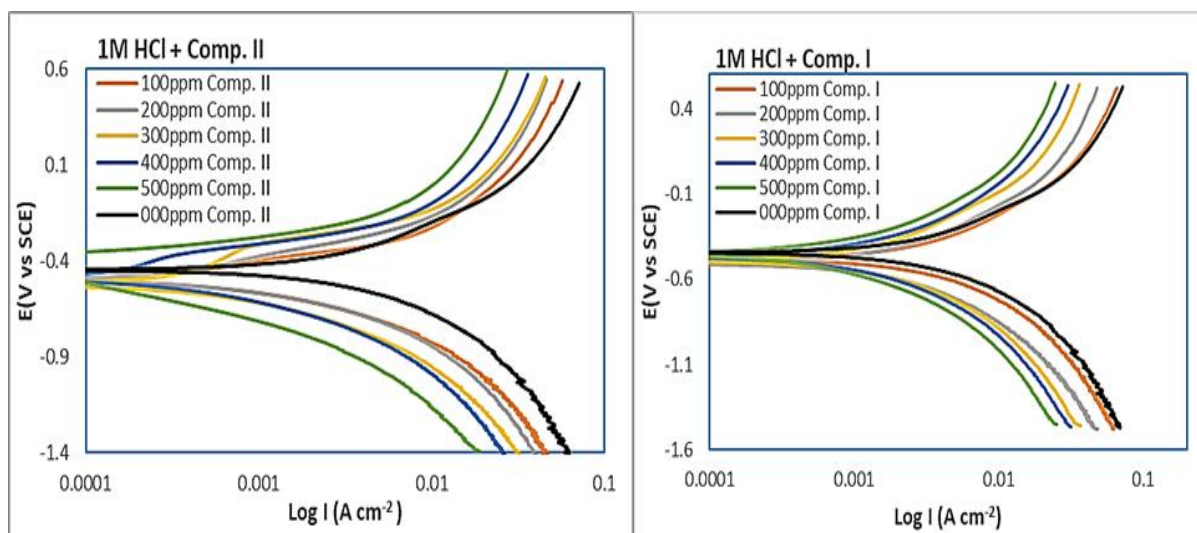 1M HCl + Comp. II
0.6
100ppm Comp. II
200ppm Comp. II
300ppm Comp. II
0.1
400ppm Comp. II
500ppm Comp. II
000ppm Comp. II
-0.4
-0.9
-1.4
E(V vs SCE)
0.0001
0.001
0.01
0.1
Log I (A cm-2)
1M HCl + Comp. I
0.4
100ppm Comp. I
200ppm Comp. I
300ppm Comp. I
400ppm Comp. I
-0.1
500ppm Comp. I
000ppm Comp. I
-0.6
-1.1
-1.6
E(V vs SCE)
0.0001
0.001
0.01
0.1
Log I (A cm-2)